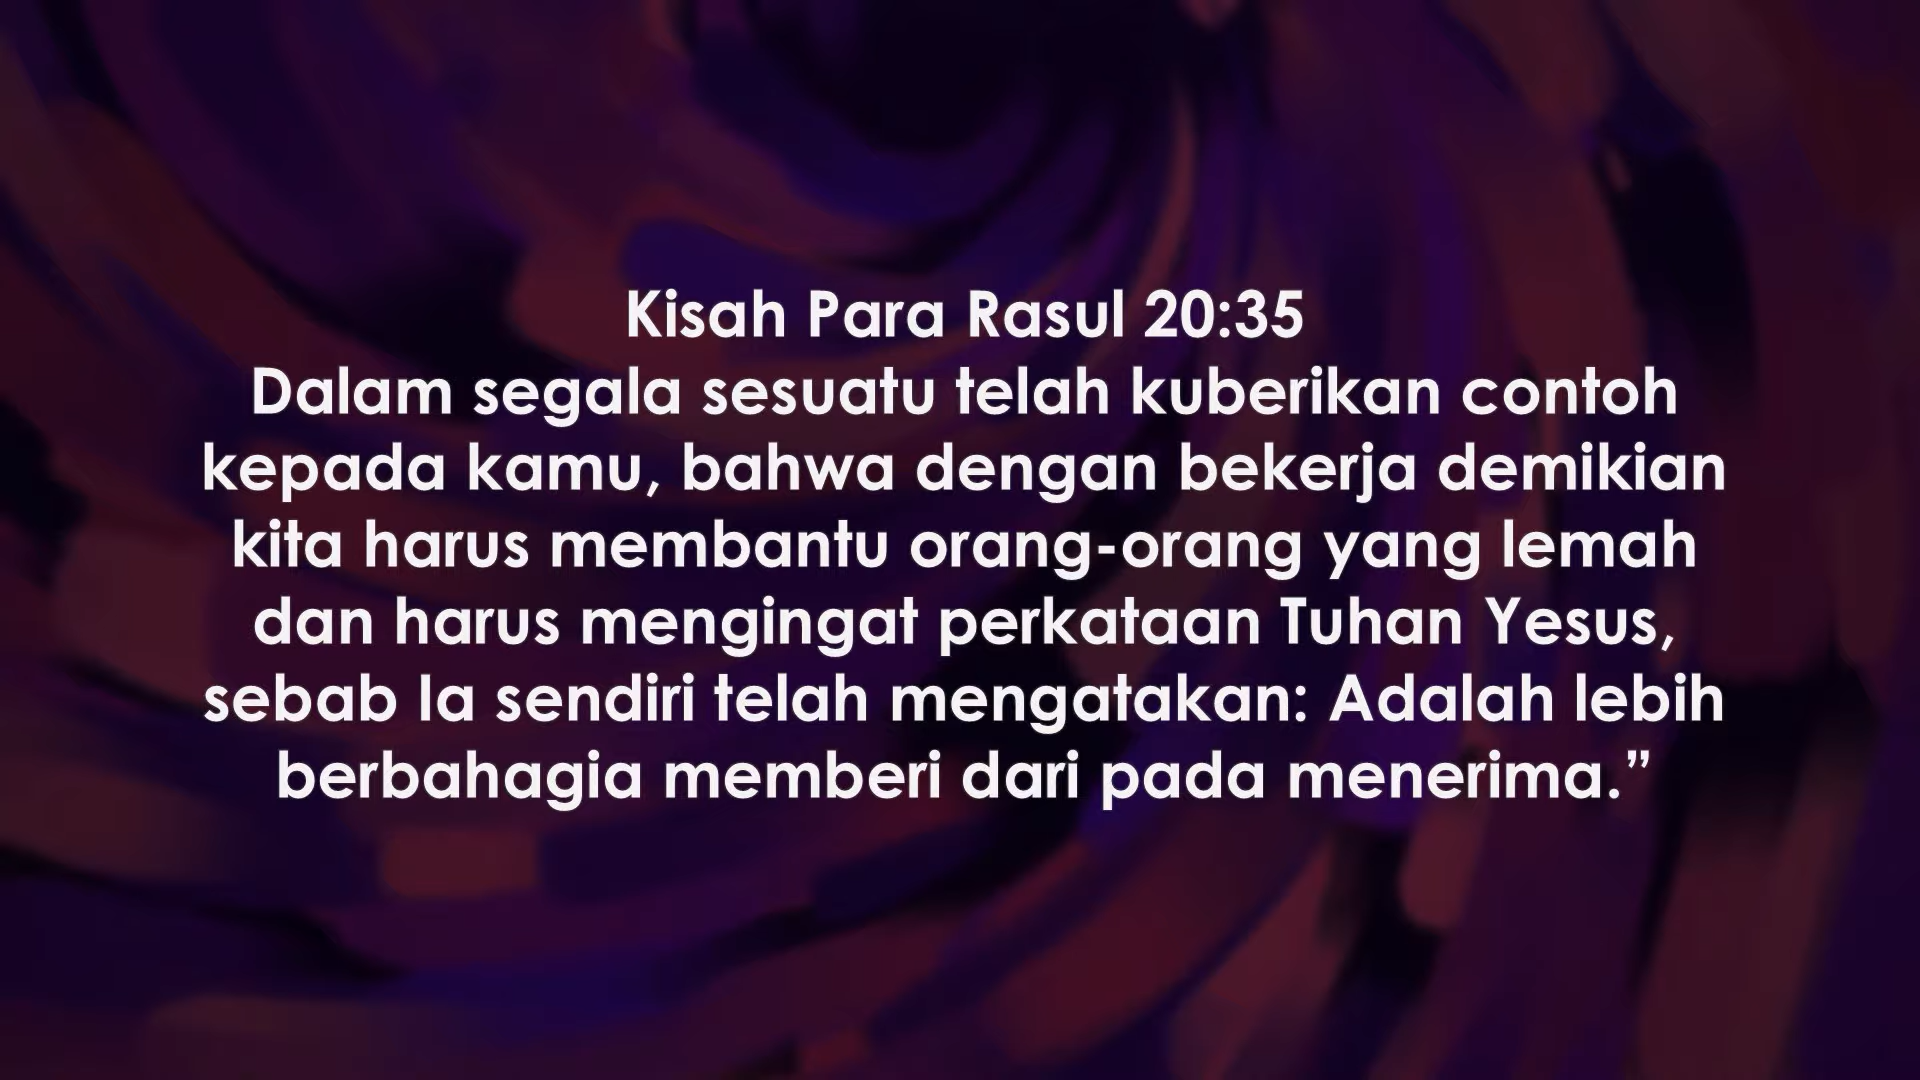 Kisah Para Rasul 20:35
Dalam segala sesuatu telah kuberikan contoh
kepada kamu, bahwa dengan bekerja demikian
kita harus membantu orang-orang yang lemah
dan harus mengingat perkataan Tuhan Yesus,
sebab Ia sendiri telah mengatakan: Adalah lebih
berbahagia memberi dari pada menerima.”